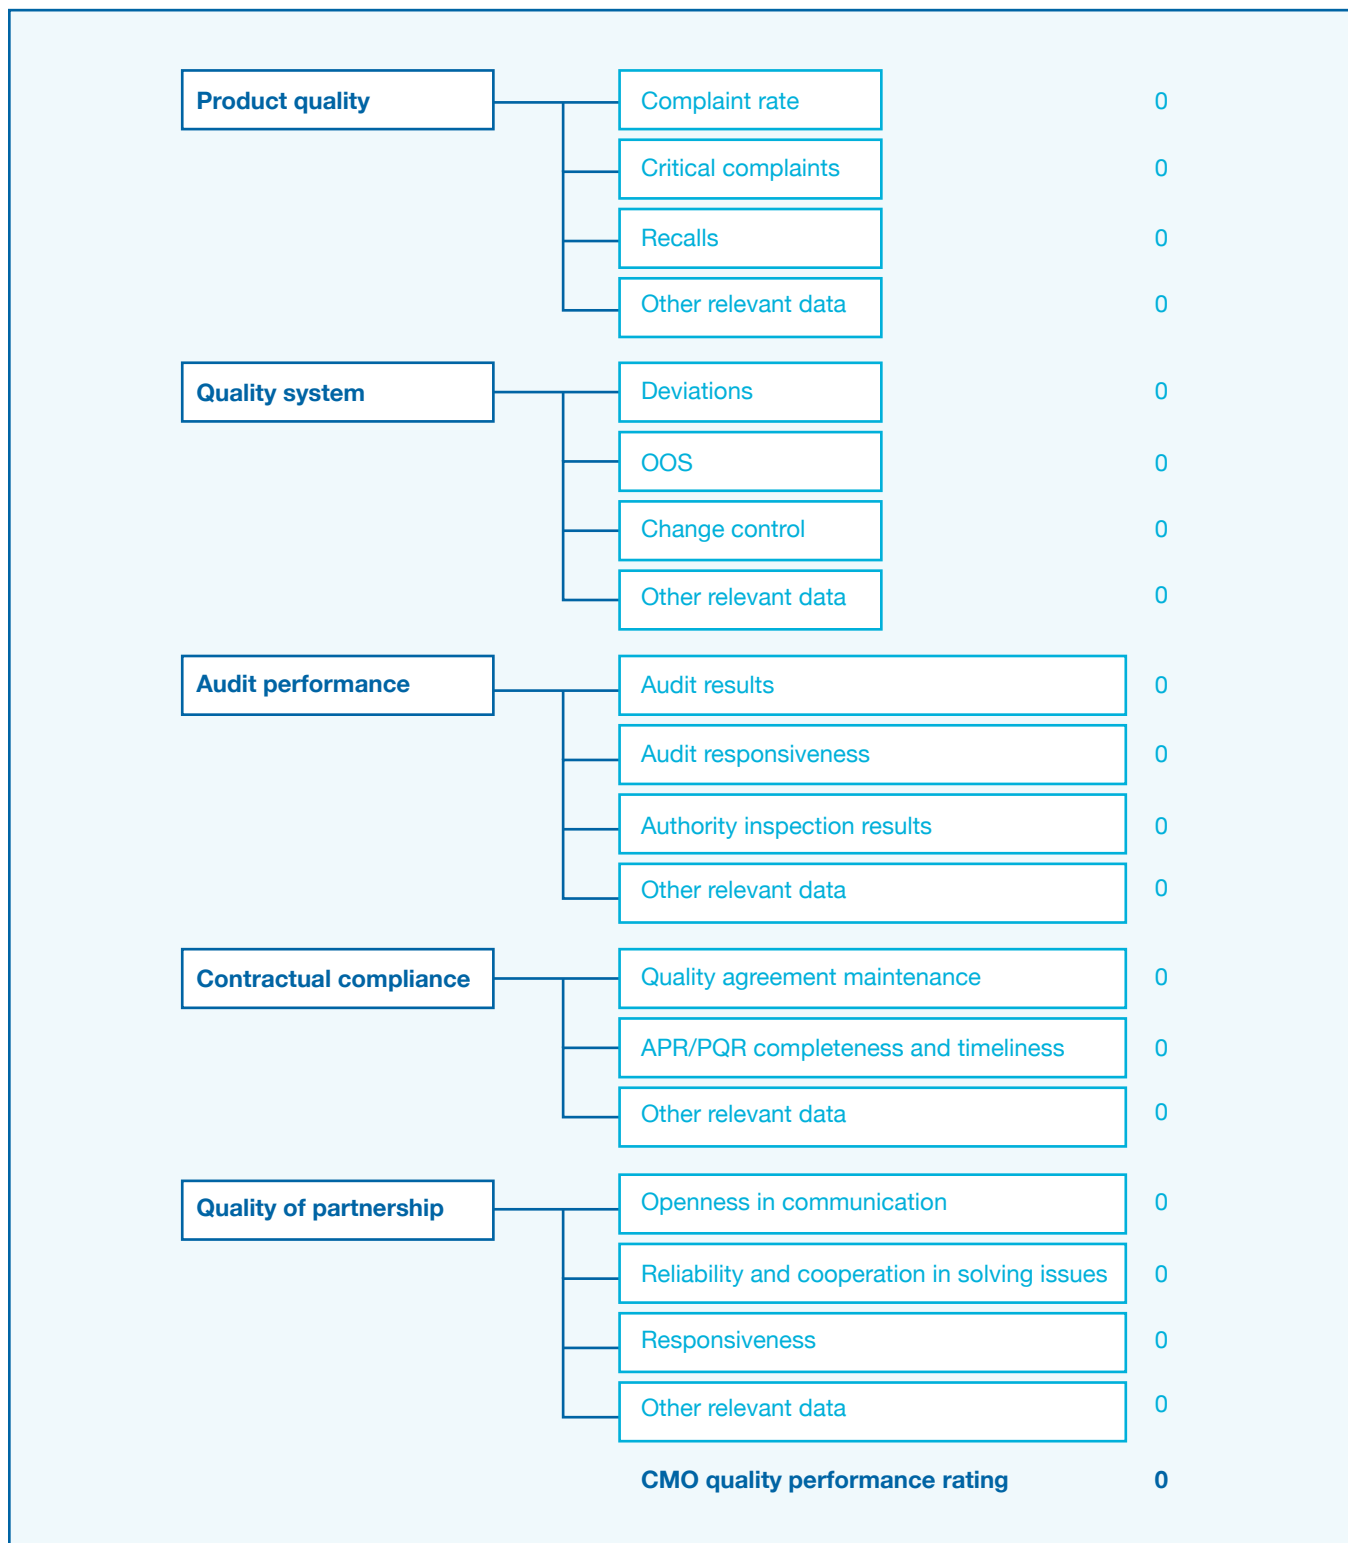 Product quality
Complaint rate 0
Critical complaints 0
Recalls 0
Other relevant data 0
Quality system
Deviations 0
OOS 0
Change control 0
Other relevant data 0
Audit performance
Audit results 0
Audit responsiveness 0
Authority inspection results 0
Other relevant data 0
Contractual compliance
Quality agreement maintenance 0
APR/PQR completeness and timeliness 0
Other relevant data 0
Quality of partnership
Openness in communication 0
Reliability and cooperation in solving issues 0
Responsiveness 0
Other relevant data 0
CMO quality performance rating 0